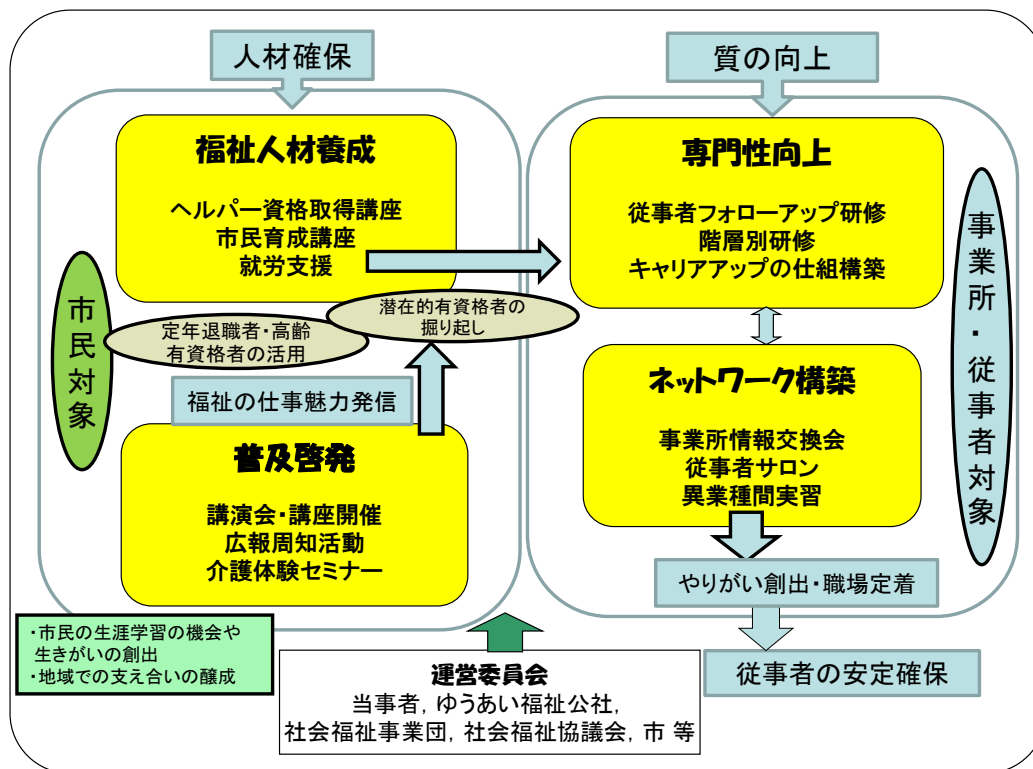 人材確保
質の向上
福祉人材養成
ヘルパー資格取得講座
市民育成講座
就労支援
専門性向上
従事者フォローアップ研修
階層別研修
キャリアアップの仕組構築
市民対象
事業所・従事者対象
定年退職者・高齢
有資格者の活用
潜在的有資格者の
掘り起し
福祉の仕事魅力発信
普及啓発
講演会・講座開催
広報周知活動
介護体験セミナー
ネットワーク構築
事業所情報交換会
従事者サロン
異業種間実習
やりがい創出・職場定着
従事者の安定確保
・市民の生涯学習の機会や
生きがいの創出
・地域での支え合いの醸成
運営委員会
当事者, ゆうあい福祉公社,
社会福祉事業団, 社会福祉協議会, 市 等